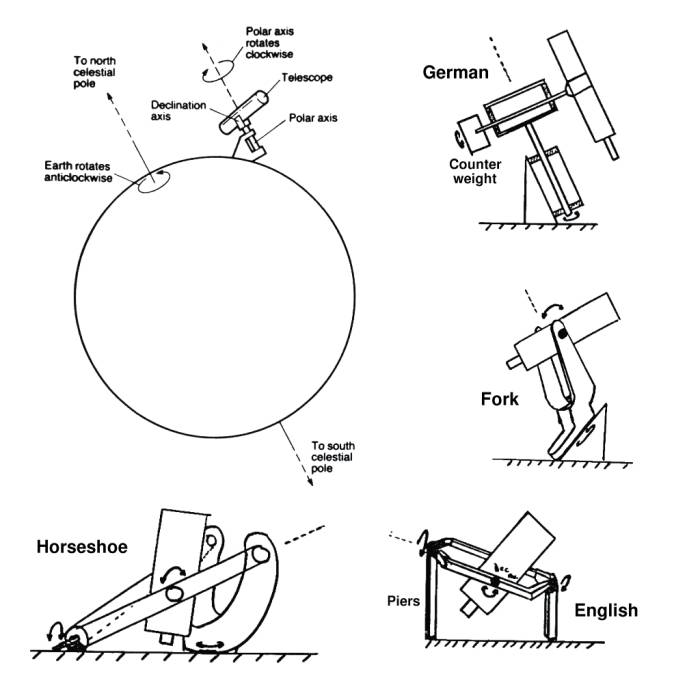 Polar axis
rotates
clockwise
To north
celestial
pole
Telescope
Declination
axis
Polar axis
Earth rotates
anticlockwise
To south
celestial
pole
German
Counter
weight
Fork
Horseshoe
Piers
Dec
English